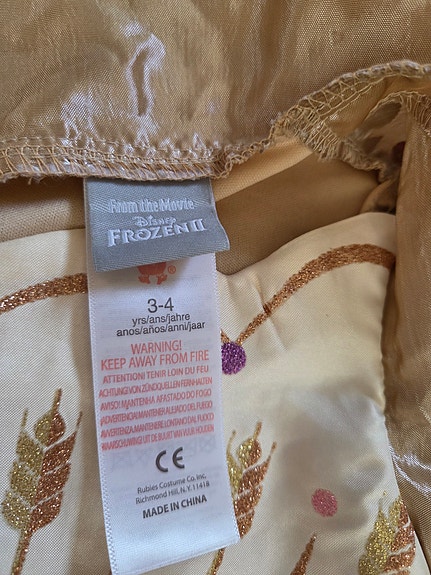 From the Movie
Disney
FROZEN II
3-4
yrs/ans/jahre
anos/años/anni/jaar
WARNING!
KEEP AWAY FROM FIRE
ATTENTION! TENIR LOIN DU FEU
ACHTUNG! VON ZÜNDQUELLEN FERNHALTEN
AVISO! MANTENHA AFASTADO DO FOGO
¡ADVERTENCIA! MANTENER ALEJADO DEL FUEGO
AVVERTENZA. MANTENERE LONTANO DAL FUOCO
WAARSCHUWING UIT DE BUURT VAN VUUR HOUDEN
CE
Rubies Costume Co. Inc.
Richmond Hill, N.Y. 11418
MADE IN CHINA